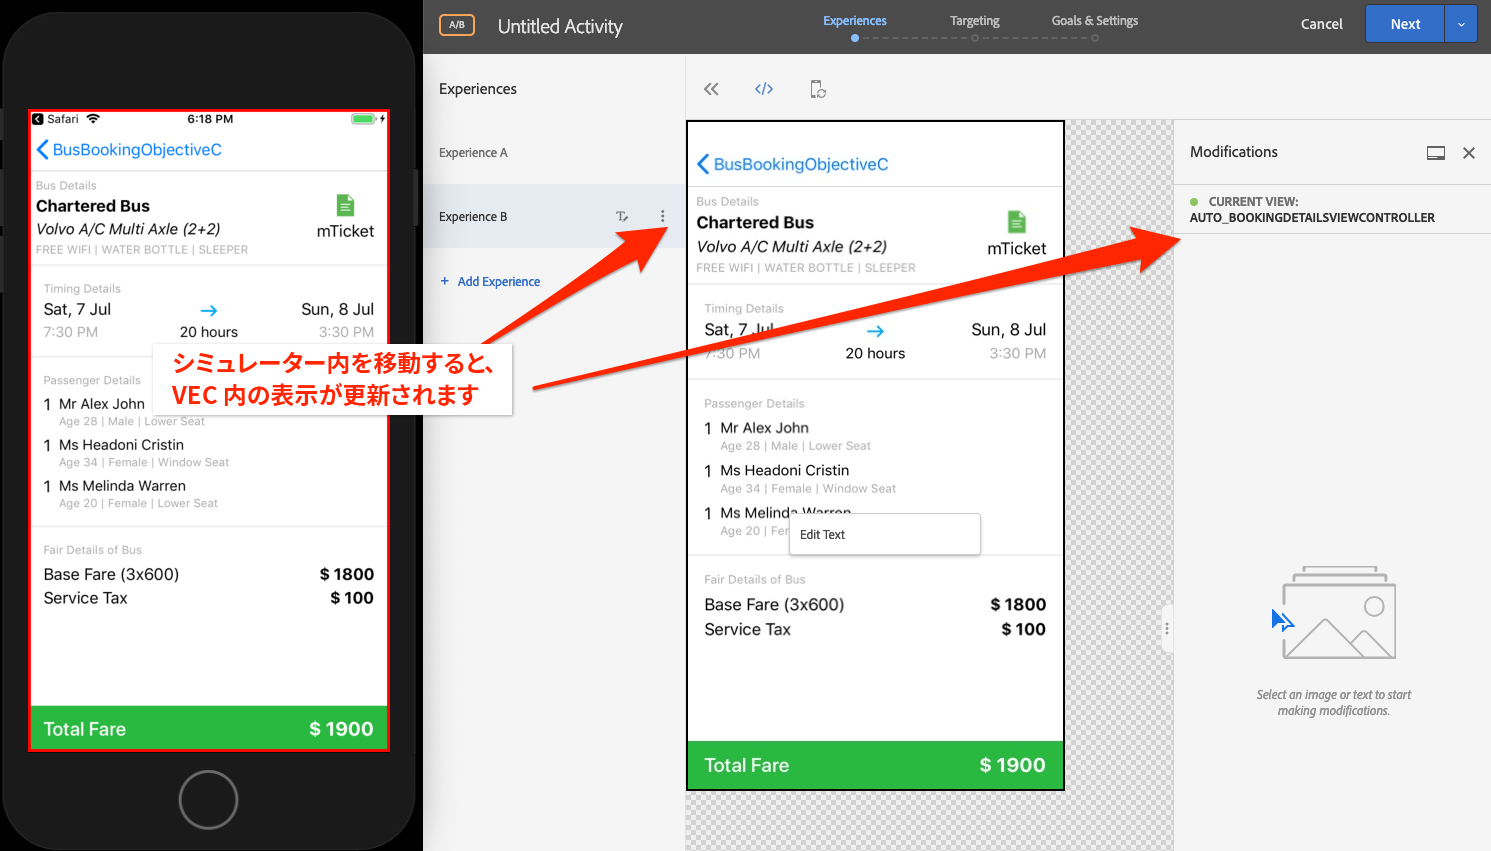 Safari 6:18 PM
BusBookingObjectiveC
Bus Details
Chartered Bus
Volvo A/C Multi Axle (2+2)
mTicket
FREE WIFI | WATER BOTTLE | SLEEPER
Timing Details
Sat, 7 Jul Sun, 8 Jul
7:30 PM 20 hours 3:30 PM
Passenger Details
1 Mr Alex John
Age 28 | Male | Lower Seat
1 Ms Headoni Cristin
Age 34 | Female | Window Seat
1 Ms Melinda Warren
Age 20 | Female | Lower Seat
Fair Details of Bus
Base Fare (3x600) $ 1800
Service Tax $ 100
Total Fare $ 1900
シミュレーター内を移動すると、
VEC 内の表示が更新されます
A/B Untitled Activity
Experiences Targeting Goals & Settings
Cancel Next
Experiences
Experience A
Experience B
+ Add Experience
</>
BusBookingObjectiveC
Bus Details
Chartered Bus
Volvo A/C Multi Axle (2+2)
mTicket
FREE WIFI | WATER BOTTLE | SLEEPER
Timing Details
Sat, 7 Jul Sun, 8 Jul
7:30 PM 20 hours 3:30 PM
Passenger Details
1 Mr Alex John
Age 28 | Male | Lower Seat
1 Ms Headoni Cristin
Age 34 | Female | Window Seat
1 Ms Melinda Warren
Age 20 | Fer
Edit Text
Fair Details of Bus
Base Fare (3x600) $ 1800
Service Tax $ 100
Total Fare $ 1900
Modifications
CURRENT VIEW:
AUTO_BOOKINGDETAILSVIEWCONTROLLER
Select an image or text to start
making modifications.